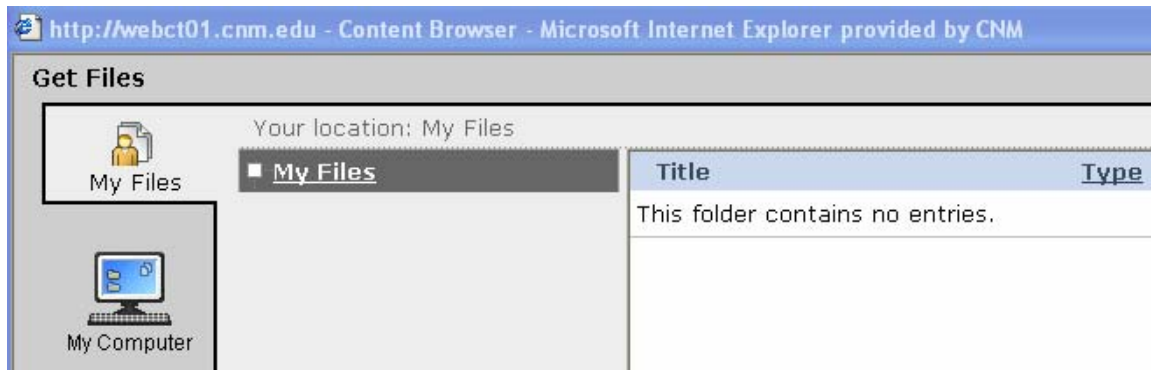 http://webct01.cnm.edu - Content Browser - Microsoft Internet Explorer provided by CNM
Get Files
My Files
Your location: My Files
My Files
Title Type
This folder contains no entries.
My Computer